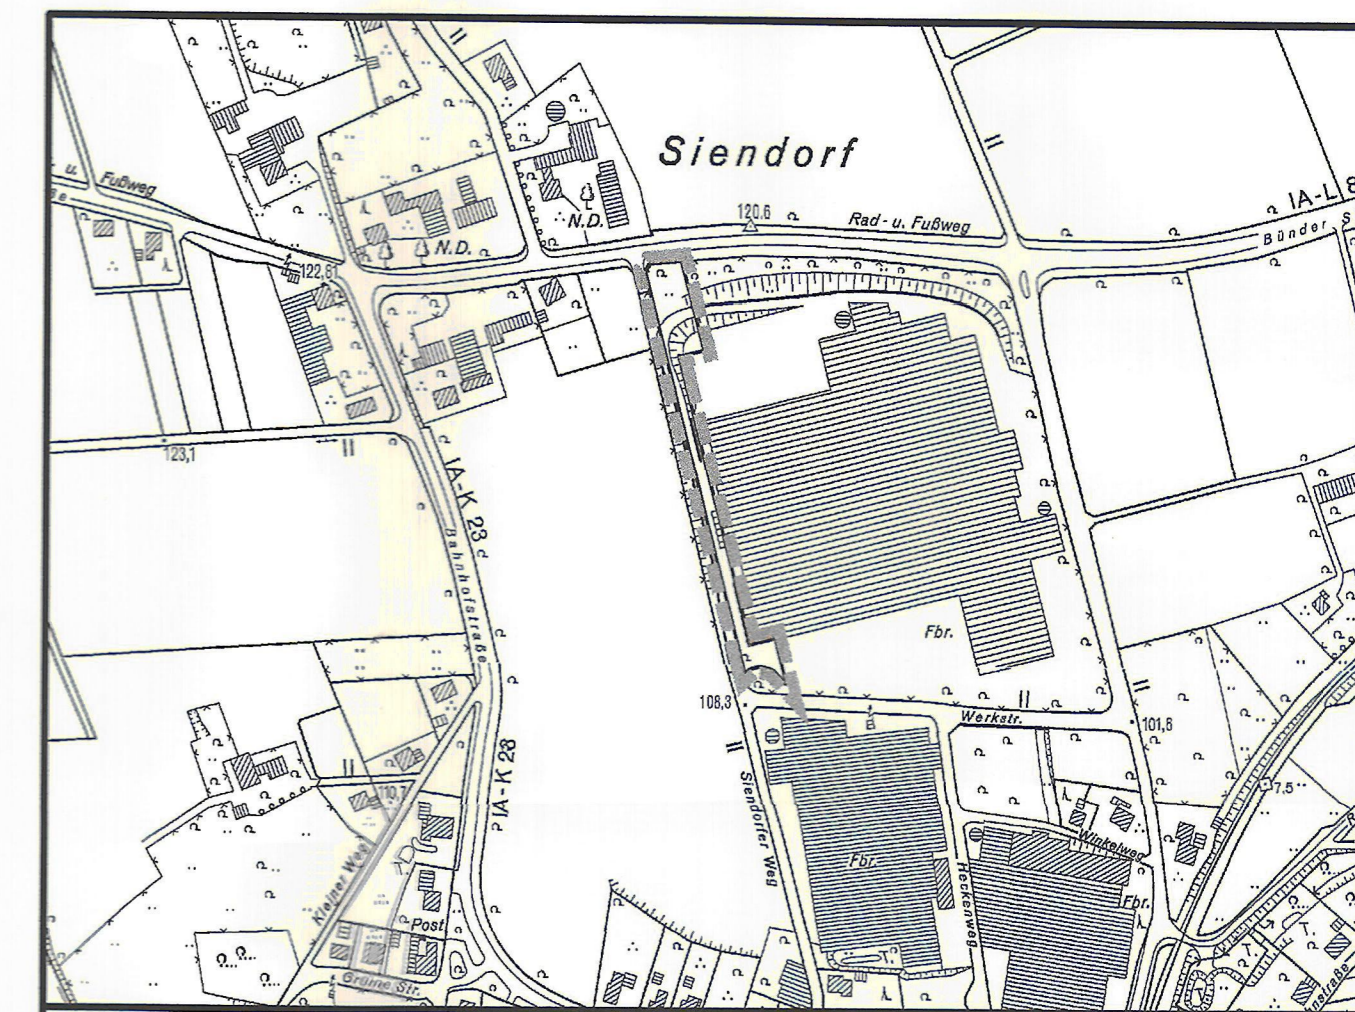 Siendorf
u. Fußweg
N.D.
N.D.
120,6
Rad- u. Fußweg
IA-L 8
Bünder S
122,81
123,1
IA-K 23
Bahnhofstraße
Fbr.
108,3
Werkstr.
101,6
IA-K 28
110,7
7,5
Siendorfer Weg
Kleiner Weg
Fbr.
Winkelweg
Heckenweg
Fbr.
Post
T.
T.
T.
Grüne Str.
nstraße